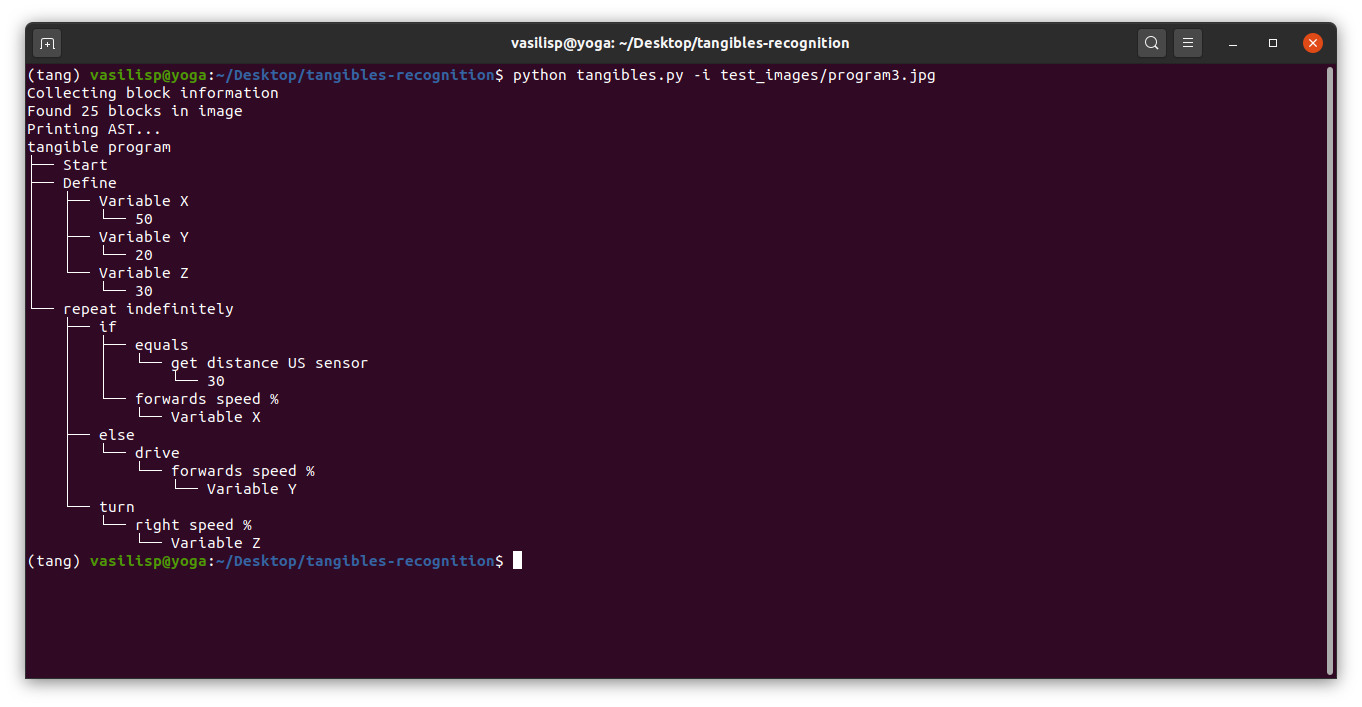 vasilisp@yoga: ~/Desktop/tangibles-recognition
(tang) vasilisp@yoga:~/Desktop/tangibles-recognition$ python tangibles.py -i test_images/program3.jpg
Collecting block information
Found 25 blocks in image
Printing AST...
tangible program
├── Start
├── Define
│   ├── Variable X
│   │   └── 50
│   ├── Variable Y
│   │   └── 20
│   └── Variable Z
│       └── 30
└── repeat indefinitely
    ├── if
    │   ├── equals
    │   │   └── get distance US sensor
    │   │       └── 30
    │   └── forwards speed %
    │       └── Variable X
    ├── else
    │   └── drive
    │       └── forwards speed %
    │           └── Variable Y
    └── turn
        └── right speed %
            └── Variable Z
(tang) vasilisp@yoga:~/Desktop/tangibles-recognition$